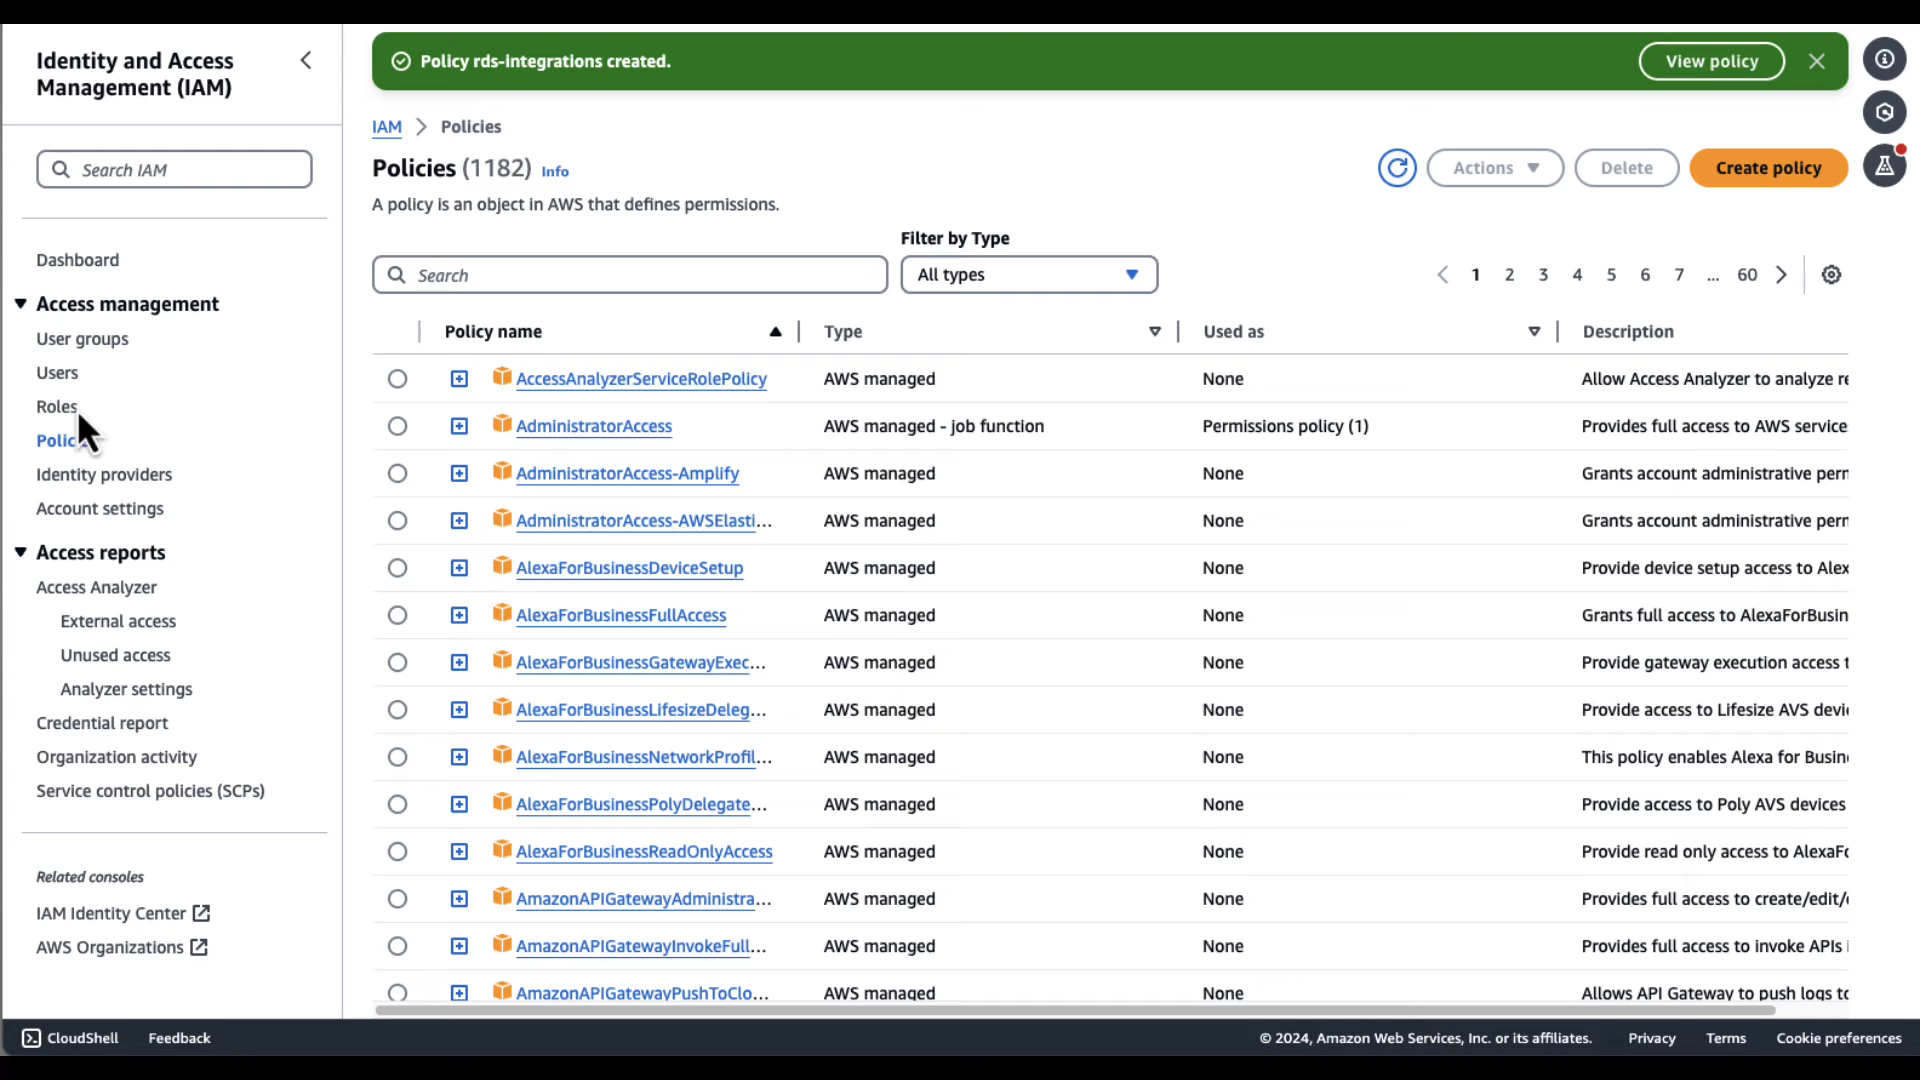 Identity and Access
Management (IAM)
Search IAM
Dashboard
Access management
User groups
Users
Roles
Polic
Identity providers
Account settings
Access reports
Access Analyzer
External access
Unused access
Analyzer settings
Credential report
Organization activity
Service control policies (SCPs)
Related consoles
IAM Identity Center
AWS Organizations
Policy rds-integrations created.
View policy
IAM > Policies
Policies (1182) Info
A policy is an object in AWS that defines permissions.
Actions
Delete
Create policy
Filter by Type
Search
All types
1 2 3 4 5 6 7 ... 60
Policy name Type Used as Description
AccessAnalyzerServiceRolePolicy AWS managed None Allow Access Analyzer to analyze re
AdministratorAccess AWS managed - job function Permissions policy (1) Provides full access to AWS service
AdministratorAccess-Amplify AWS managed None Grants account administrative perm
AdministratorAccess-AWSElasti... AWS managed None Grants account administrative perm
AlexaForBusinessDeviceSetup AWS managed None Provide device setup access to Alex
AlexaForBusinessFullAccess AWS managed None Grants full access to AlexaForBusin
AlexaForBusinessGatewayExec... AWS managed None Provide gateway execution access t
AlexaForBusinessLifesizeDeleg... AWS managed None Provide access to Lifesize AVS devi
AlexaForBusinessNetworkProfil... AWS managed None This policy enables Alexa for Busin
AlexaForBusinessPolyDelegate... AWS managed None Provide access to Poly AVS devices
AlexaForBusinessReadOnlyAccess AWS managed None Provide read only access to AlexaFo
AmazonAPIGatewayAdministra... AWS managed None Provides full access to create/edit/
AmazonAPIGatewayInvokeFull... AWS managed None Provides full access to invoke APIs i
AmazonAPIGatewayPushToClo... AWS managed None Allows API Gateway to push logs to
CloudShell Feedback © 2024, Amazon Web Services, Inc. or its affiliates. Privacy Terms Cookie preferences